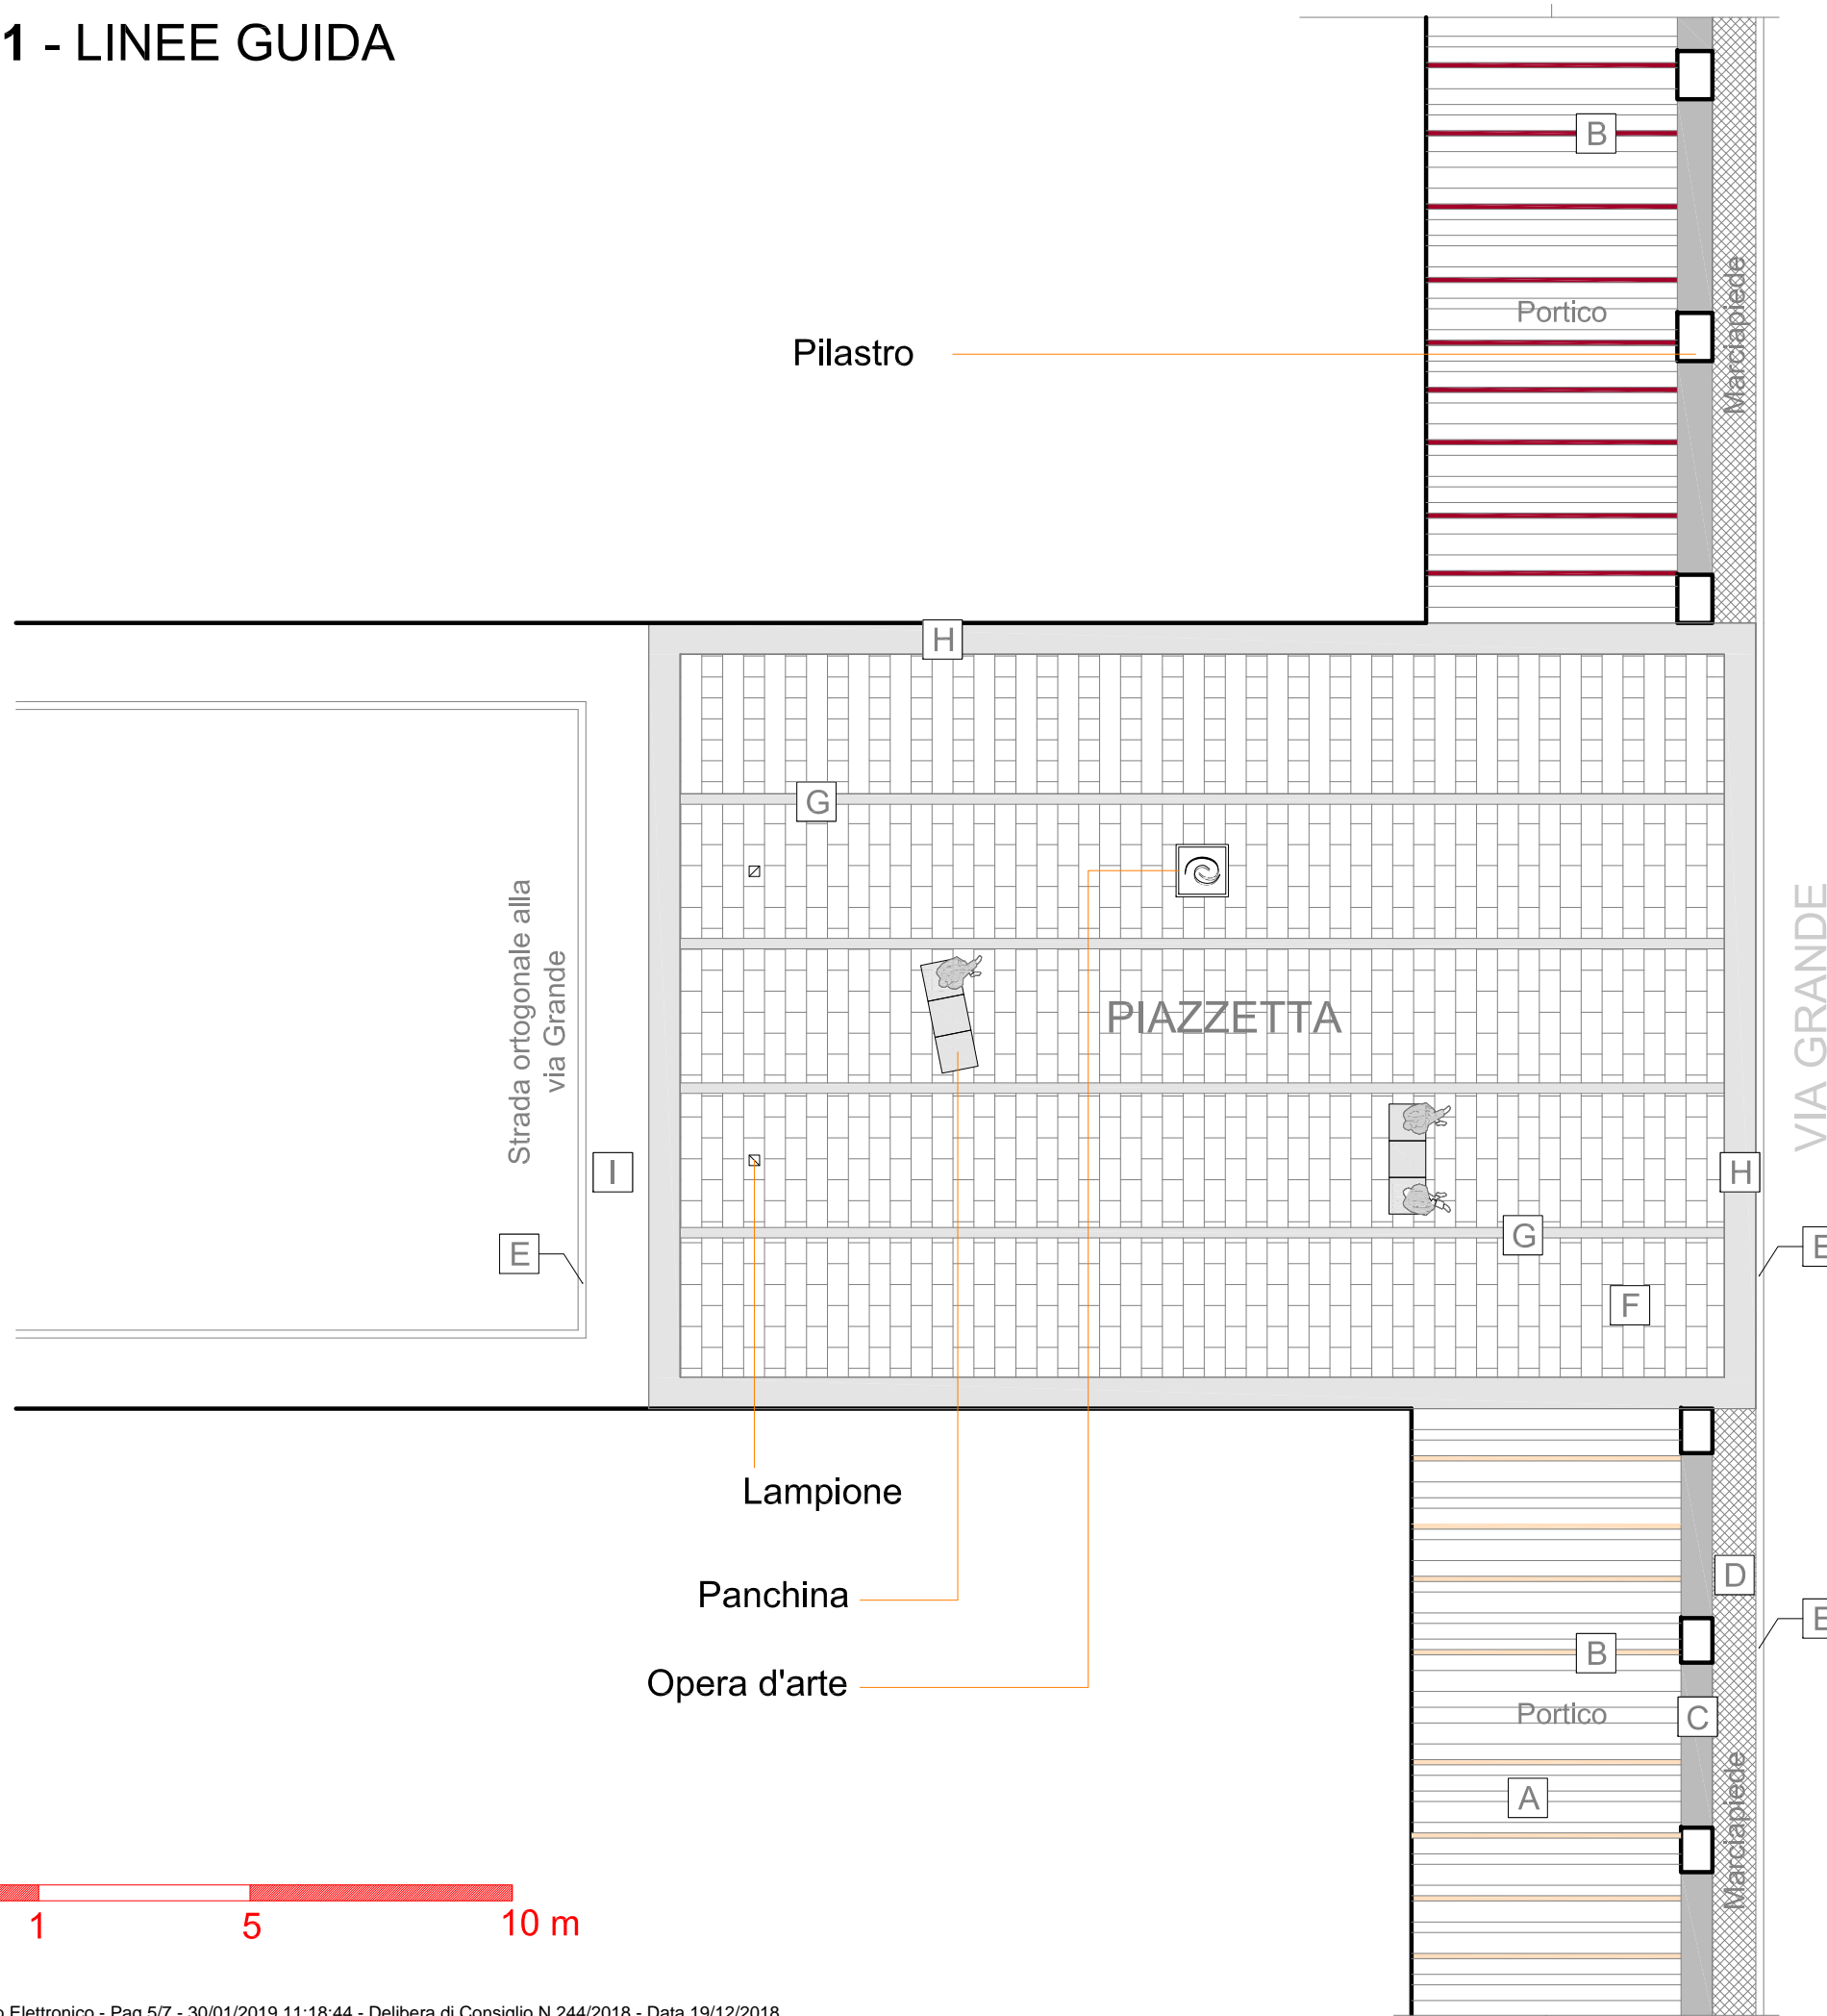 1 - LINEE GUIDA
B
Portico
Marciapiede
Pilastro
H
G
Strada ortogonale alla
via Grande
PIAZZETTA
VIA GRANDE
I
H
E
G
E
F
Lampione
Panchina
D
E
B
Opera d'arte
Portico
C
A
Marciapiede
1
5
10 m
o Elettronico - Pag 5/7 - 30/01/2019 11:18:44 - Delibera di Consiglio N.244/2018 - Data 19/12/2018